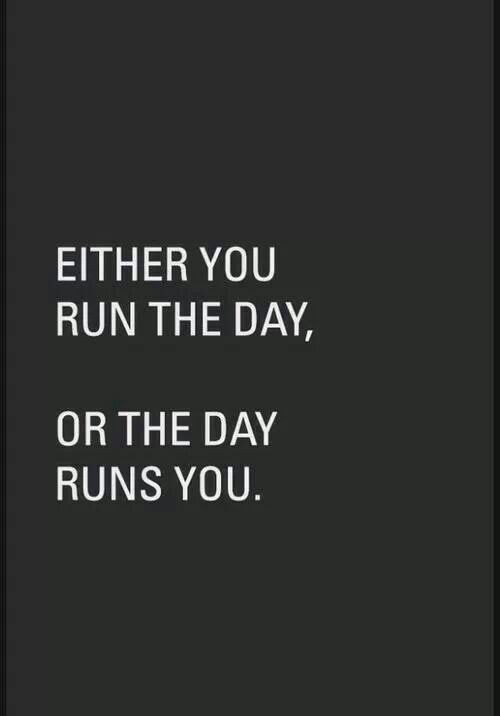 EITHER YOU
RUN THE DAY,
OR THE DAY
RUNS YOU.